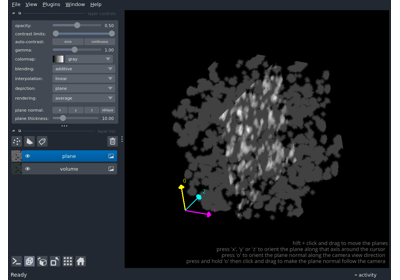 File View Plugins Window Help
opacity: 0.50
contrast limits:
auto-contrast: once continuous
gamma: 1.00
colormap: gray
blending: additive
interpolation: linear
depiction: plane
rendering: average
plane normal: x y z oblique
plane thickness: 10.00
plane
volume
0
shift + click and drag to move the planes
press 'x', 'y' or 'z' to orient the plane along that axis around the cursor
press 'o' to orient the plane normal along the camera view direction
press and hold 'o' then click and drag to make the plane normal follow the camera
Ready activity